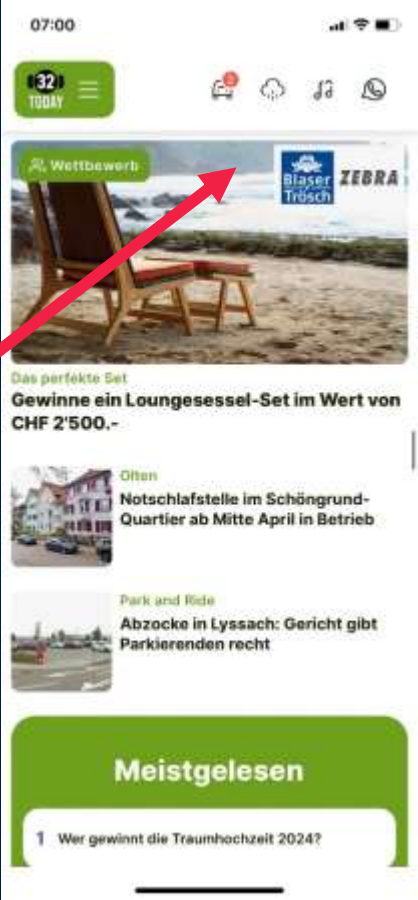 07:00
32
TODAY
2
Wettbewerb
Blaser
Trösch
ZEBRA
Das perfekte Set
Gewinne ein Loungesessel-Set im Wert von
CHF 2'500.-
Olten
Notschlafstelle im Schöngrund-
Quartier ab Mitte April in Betrieb
Park and Ride
Abzocke in Lyssach: Gericht gibt
Parkierenden recht
Meistgelesen
1 Wer gewinnt die Traumhochzeit 2024?